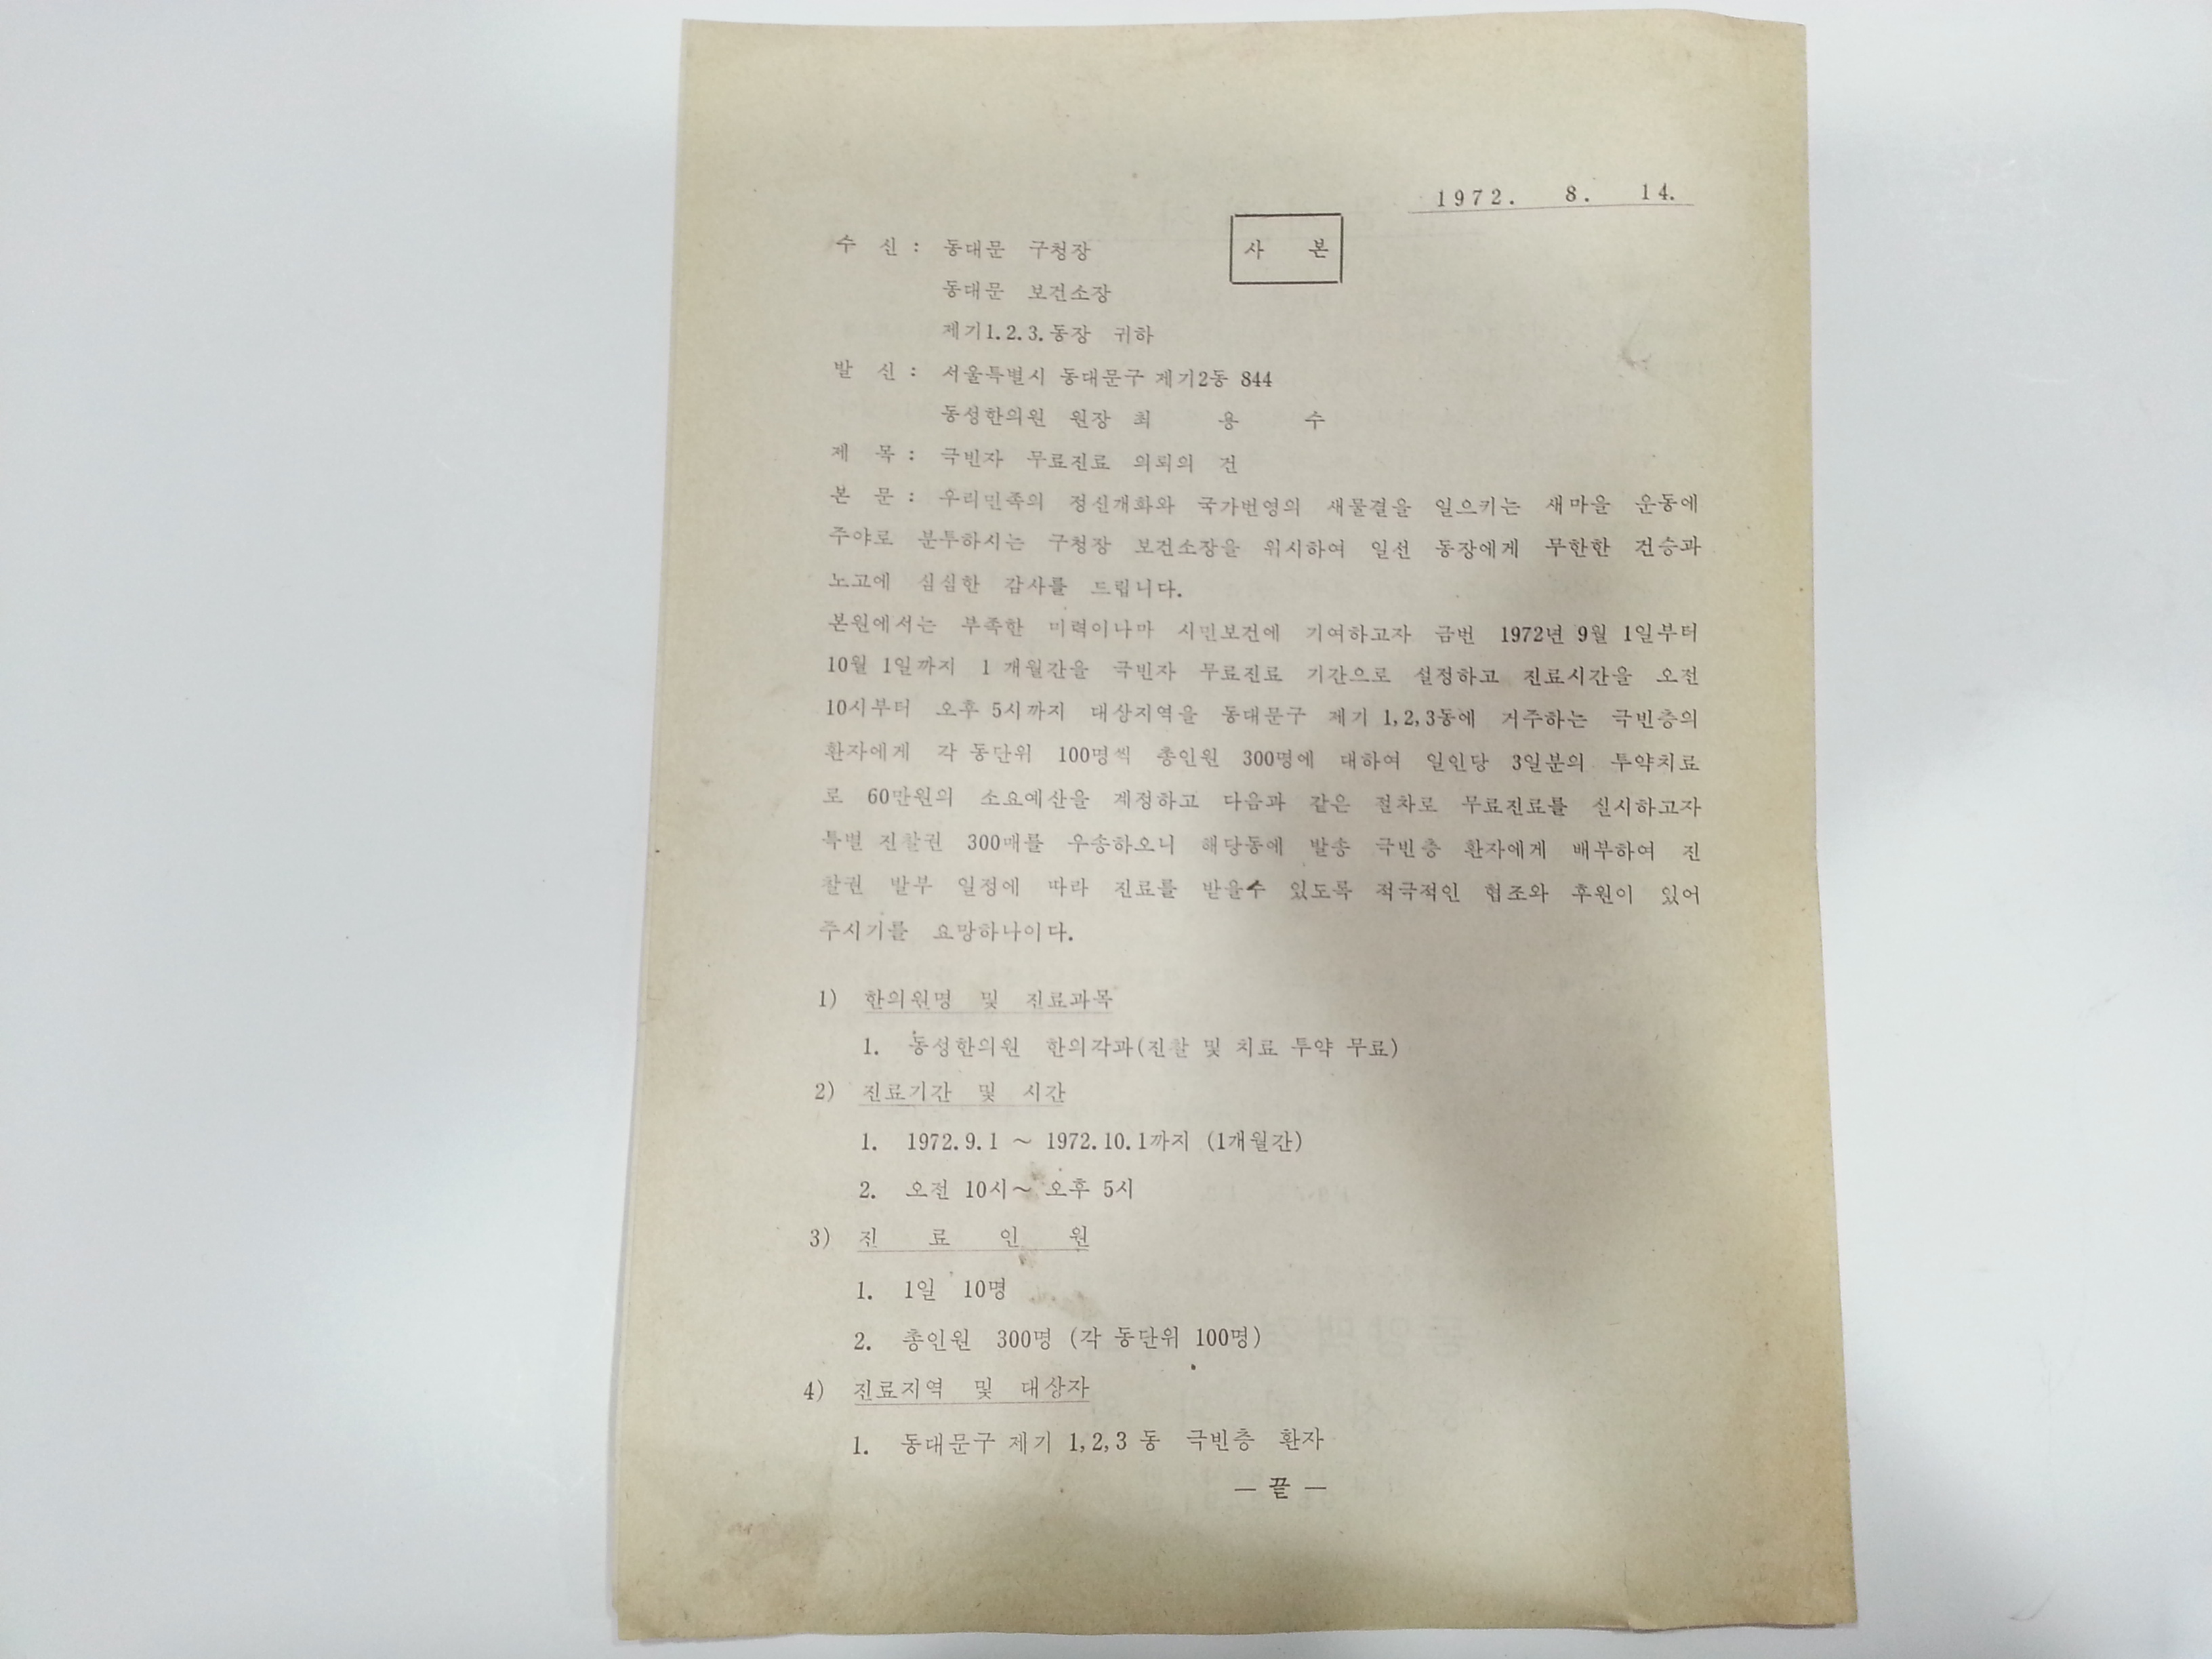 1972. 8. 14.
사 본
수 신 : 동대문 구청장
동대문 보건소장
제기1.2.3.동장 귀하
발 신 : 서울특별시 동대문구 제기2동 844
동성한의원 원장 최 용 수
제 목 : 극빈자 무료진료 의뢰의 건
본 문 : 우리민족의 정신개화와 국가번영의 새물결을 일으키는 새마을 운동에
주야로 분투하시는 구청장 보건소장을 위시하여 일선 동장에게 무한한 건승과
노고에 심심한 감사를 드립니다.
본원에서는 부족한 미력이나마 시민보건에 기여하고자 금번 1972년 9월 1일부터
10월 1일까지 1 개월간을 극빈자 무료진료 기간으로 설정하고 진료시간을 오전
10시부터 오후 5시까지 대상지역을 동대문구 제기 1,2,3동에 거주하는 극빈층의
환자에게 각 동단위 100명씩 총인원 300명에 대하여 일인당 3일분의 투약치료
로 60만원의 소요예산을 계정하고 다음과 같은 절차로 무료진료를 실시하고자
특별 진찰권 300매를 우송하오니 해당동에 발송 극빈층 환자에게 배부하여 진
찰권 발부 일정에 따라 진료를 받을수 있도록 적극적인 협조와 후원이 있어
주시기를 요망하나이다.
1) 한의원명 및 진료과목
1. 동성한의원 한의각과(진찰 및 치료 투약 무료)
2) 진료기간 및 시간
1. 1972.9.1 ~ 1972.10.1까지 (1개월간)
2. 오전 10시~ 오후 5시
3) 진 료 인 원
1. 1일 10명
2. 총인원 300명 (각 동단위 100명)
4) 진료지역 및 대상자
1. 동대문구 제기 1,2,3 동 극빈층 환자
— 끝 —